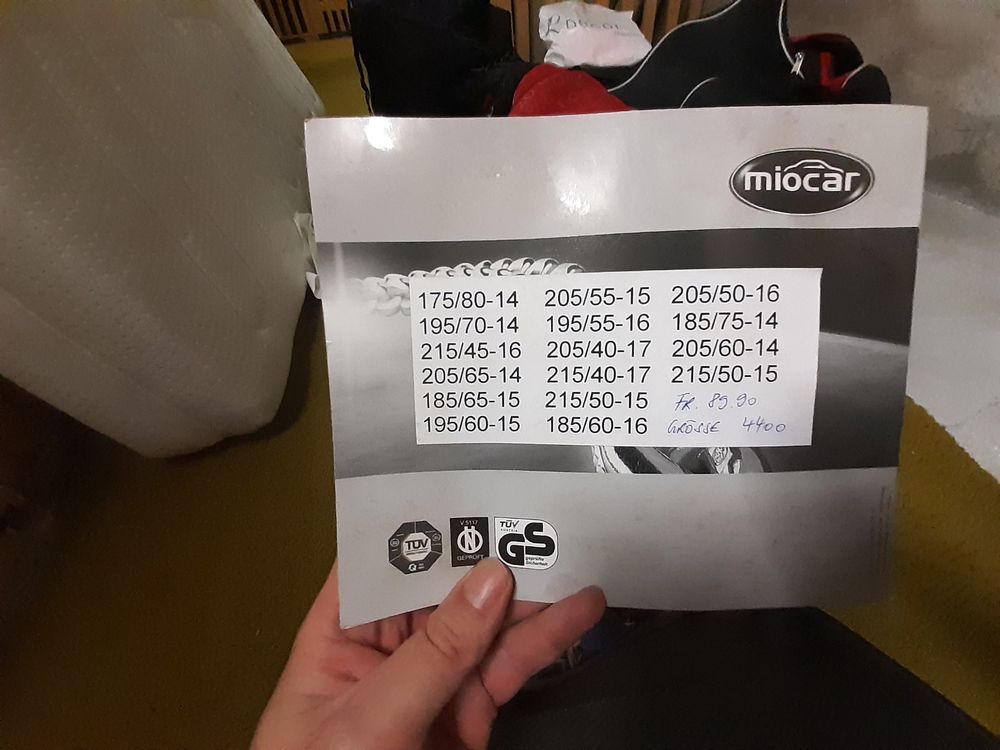 miocar
175/80-14 205/55-15 205/50-16
195/70-14 195/55-16 185/75-14
215/45-16 205/40-17 205/60-14
205/65-14 215/40-17 215/50-15
185/65-15 215/50-15 FR. 89.90
195/60-15 185/60-16 GRÖSSE 4400
TÜV
V 5117
GEPRÜFT
TÜV
GS
geprüfte
Sicherheit